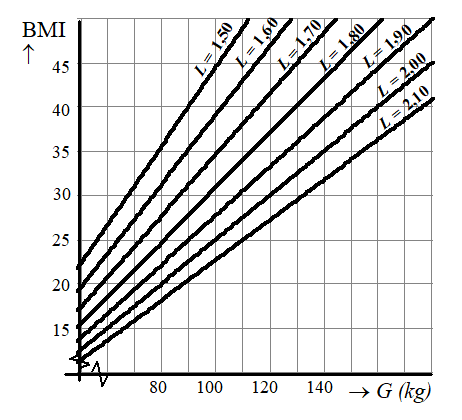 BMI
↑
L = 1,50
L = 1,60
L = 1,70
L = 1,80
L = 1,90
L = 2,00
L = 2,10
45
40
35
30
25
20
15
80 100 120 140 → G (kg)